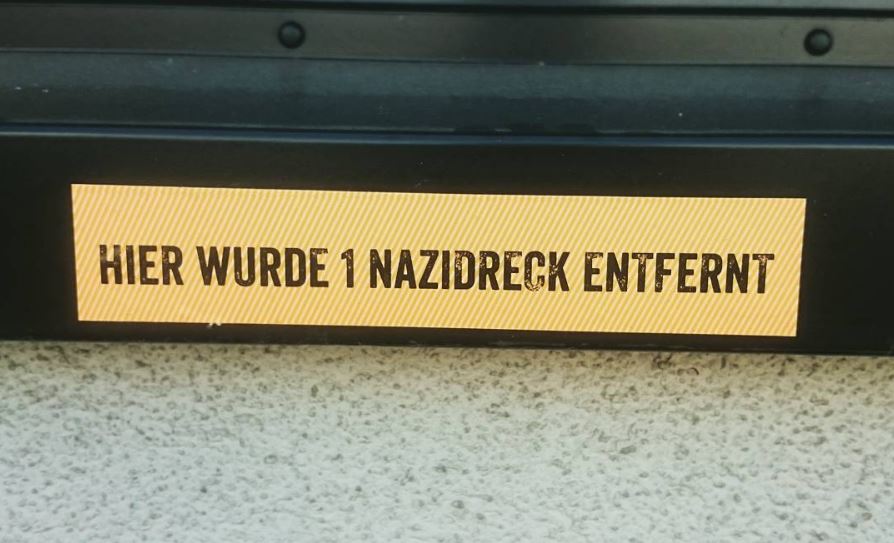 HIER WURDE 1 NAZIDRECK ENTFERNT